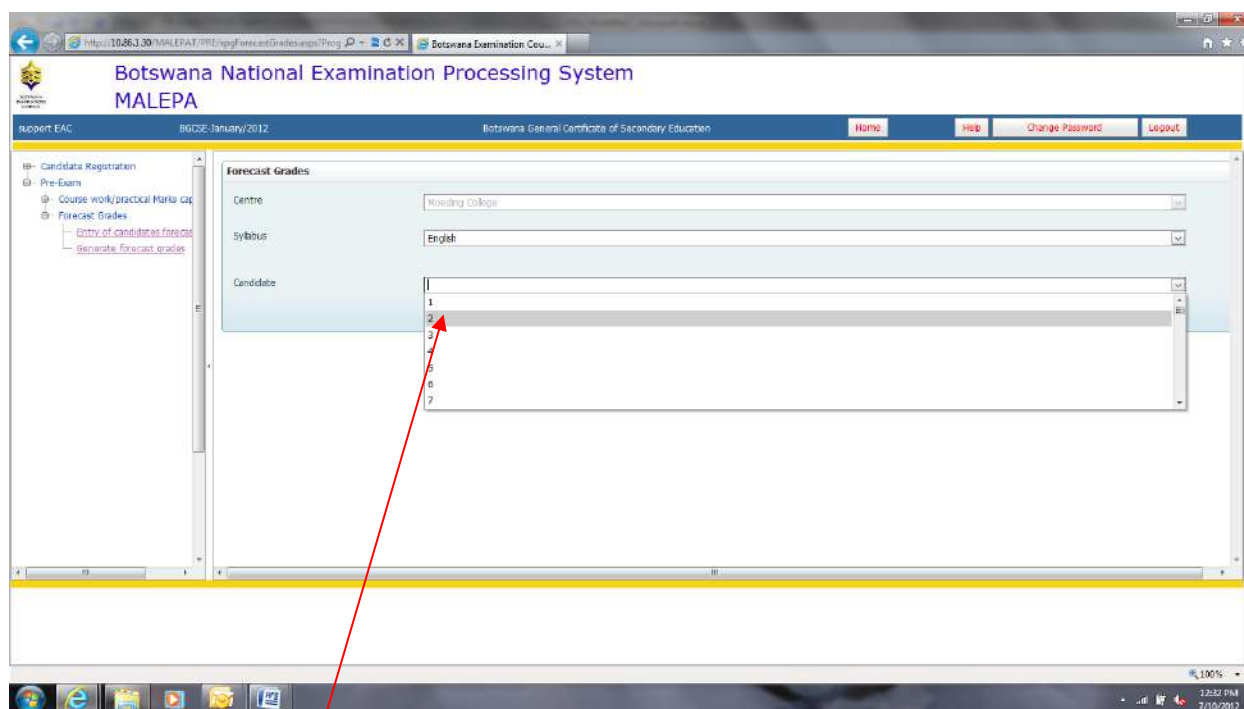 Botswana Examination Cou...
Botswana National Examination Processing System
MALEPA
support EAC
BGCSE-January/2012
Botswana General Certificate of Secondary Education
Home
Help
Change Password
Logout
Candidate Registration
Pre-Exam
Course work/practical Marks cap
Forecast Grades
Entry of candidates forecas
Generate forecast grades
Forecast Grades
Centre
Moeding College
Syllabus
English
Candidate
1
2
3
4
5
6
7
100%
12:32 PM
7/10/2012